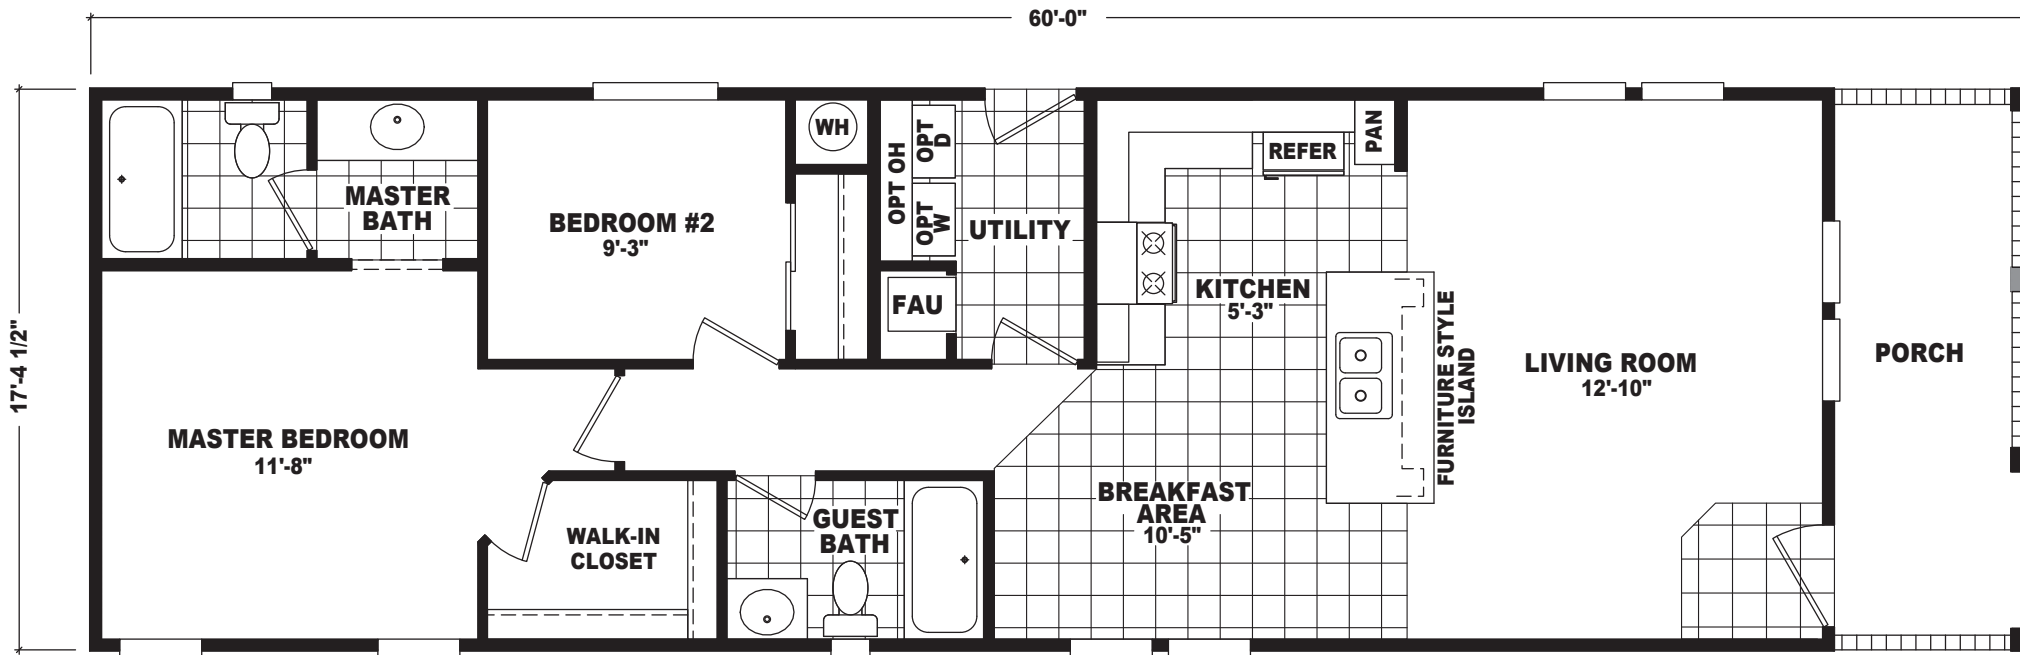 60'-0"
17'-4 1/2"
MASTER
BATH
BEDROOM #2
9'-3"
WH
OPT OH
OPT
D
OPT
W
UTILITY
FAU
REFER
PAN
KITCHEN
5'-3"
FURNITURE STYLE
ISLAND
LIVING ROOM
12'-10"
PORCH
MASTER BEDROOM
11'-8"
WALK-IN
CLOSET
GUEST
BATH
BREAKFAST
AREA
10'-5"